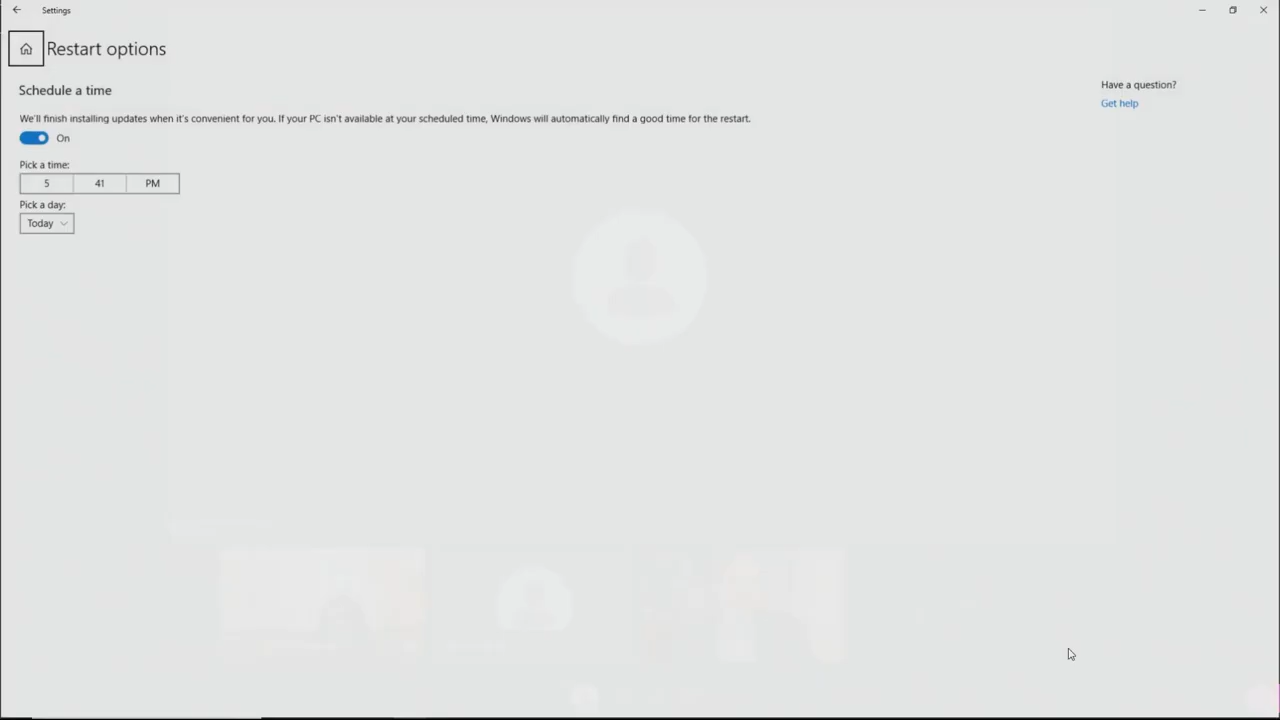 Settings
Restart options
Schedule a time
We'll finish installing updates when it's convenient for you. If your PC isn't available at your scheduled time, Windows will automatically find a good time for the restart.
On
Pick a time:
5 41 PM
Pick a day:
Today
Have a question?
Get help